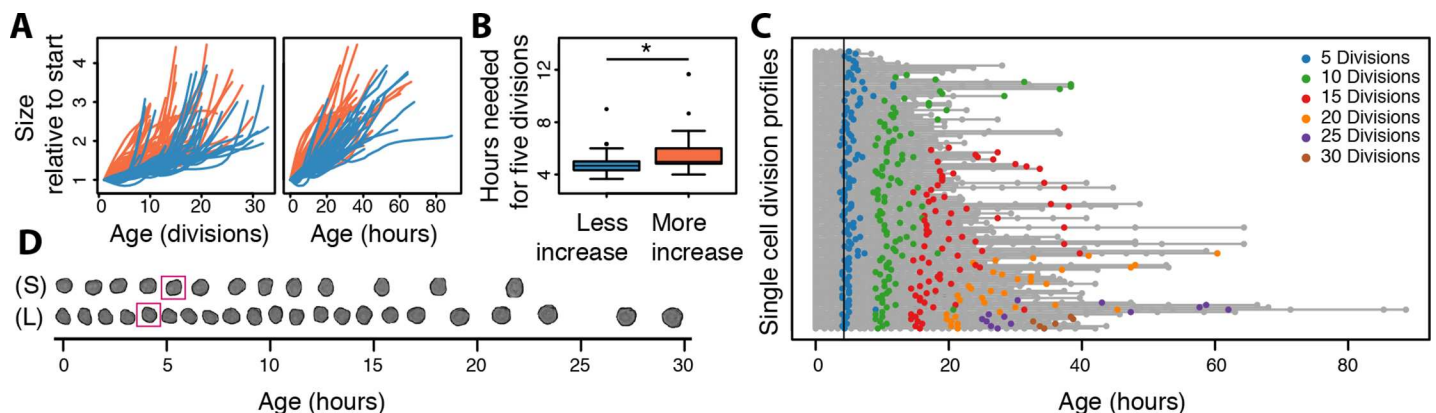 A
Size
relative to start
4
3
2
1
0 10 20 30
Age (divisions)
0 20 40 60 80
Age (hours)
B
Hours needed
for five divisions
12
8
4
*
Less
increase
More
increase
C
Single cell division profiles
5 Divisions
10 Divisions
15 Divisions
20 Divisions
25 Divisions
30 Divisions
0 20 40 60 80
Age (hours)
D
(S)
(L)
0 5 10 15 20 25 30
Age (hours)